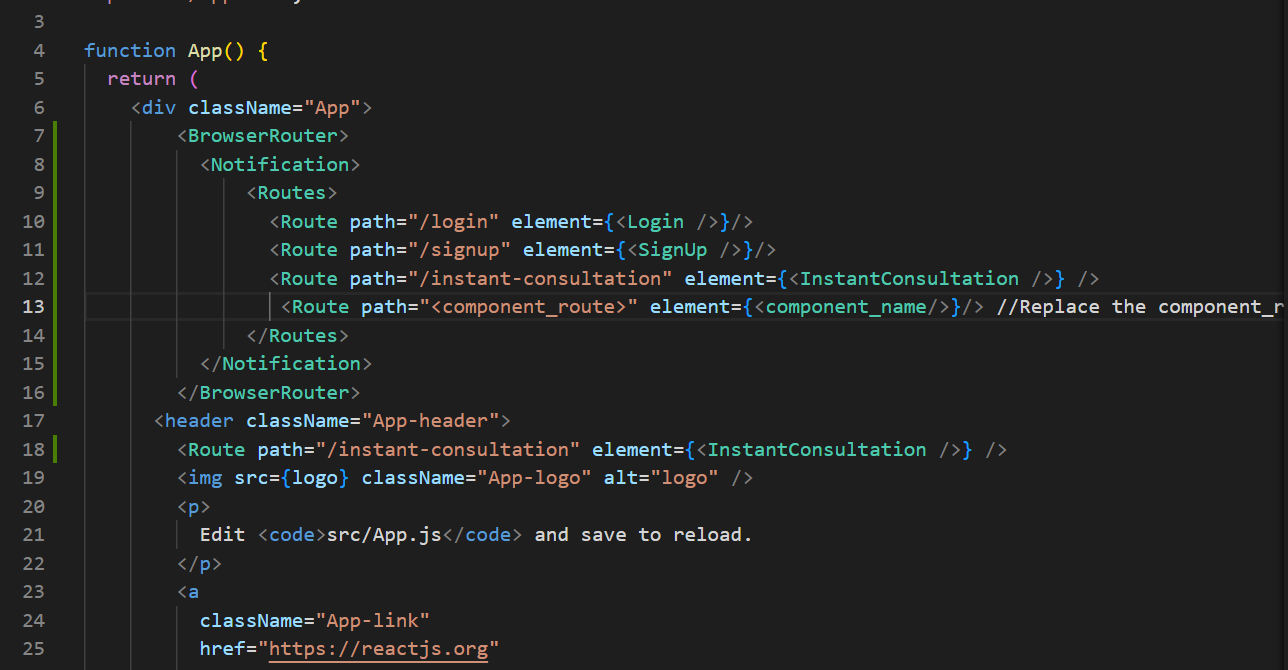 3
4 function App() {
5 return (
6 <div className="App">
7 <BrowserRouter>
8 <Notification>
9 <Routes>
10 <Route path="/login" element={<Login />}/>
11 <Route path="/signup" element={<SignUp />}/>
12 <Route path="/instant-consultation" element={<InstantConsultation />} />
13 <Route path="<component_route>" element={<component_name/>}/> //Replace the component_r
14 </Routes>
15 </Notification>
16 </BrowserRouter>
17 <header className="App-header">
18 <Route path="/instant-consultation" element={<InstantConsultation />} />
19 <img src={logo} className="App-logo" alt="logo" />
20 <p>
21 Edit <code>src/App.js</code> and save to reload.
22 </p>
23 <a
24 className="App-link"
25 href="https://reactjs.org"